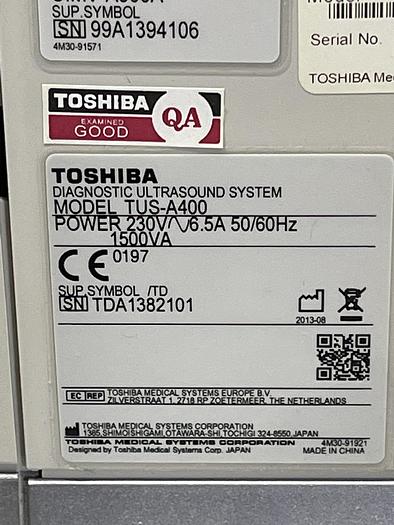 SUP.SYMBOL
SN 99A1394106
4M30-91571
Model
Serial No.
TOSHIBA Me
TOSHIBA
EXAMINED
GOOD
QA
TOSHIBA
DIAGNOSTIC ULTRASOUND SYSTEM
MODEL TUS-A400
POWER 230V 6.5A 50/60Hz
1500VA
CE 0197
SUP.SYMBOL /TD
SN TDA1382101
2013-08
EC REP TOSHIBA MEDICAL SYSTEMS EUROPE B.V.
ZILVERSTRAAT 1, 2718 RP ZOETERMEER, THE NETHERLANDS
TOSHIBA MEDICAL SYSTEMS CORPORATION
1385,SHIMOISHIGAMI,OTAWARA-SHI,TOCHIGI 324-8550,JAPAN
TOSHIBA MEDICAL SYSTEMS CORPORATION 4M30-91921
Designed by Toshiba Medical Systems Corp. JAPAN MADE IN CHINA